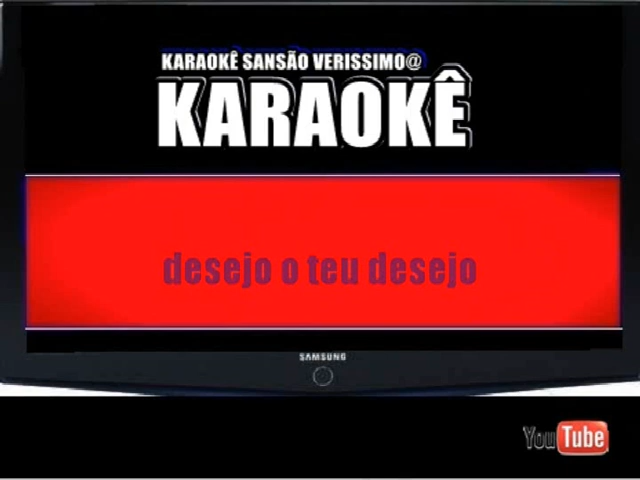 KARAOKÊ SANSÃO VERISSIMO@
KARAOKÊ
desejo o teu desejo
SAMSUNG
YouTube